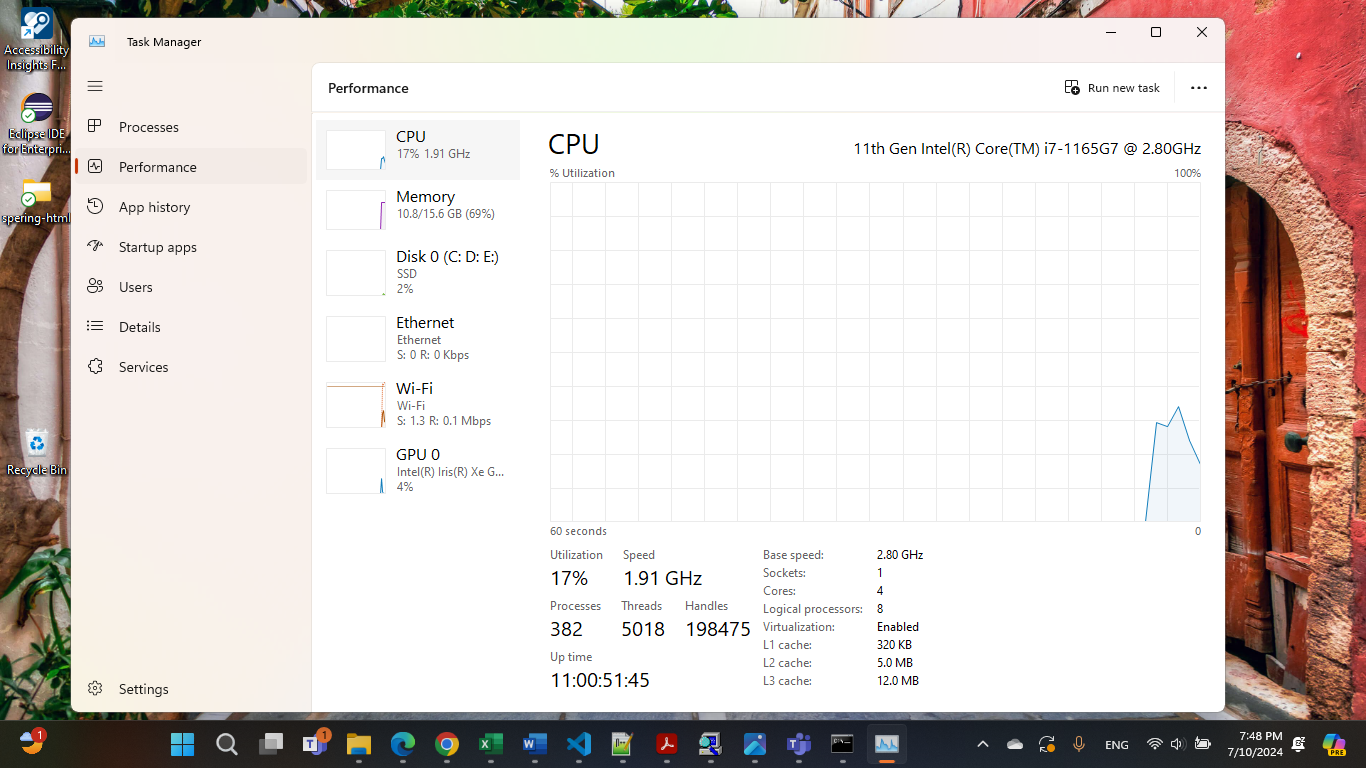 Accessibility
Insights F...
Eclipse IDE
for Enterpri...
spering-html
Recycle Bin
Task Manager
Processes
Performance
App history
Startup apps
Users
Details
Services
Settings
Performance
Run new task
CPU
17% 1.91 GHz
Memory
10.8/15.6 GB (69%)
Disk 0 (C: D: E:)
SSD
2%
Ethernet
Ethernet
S: 0 R: 0 Kbps
Wi-Fi
Wi-Fi
S: 1.3 R: 0.1 Mbps
GPU 0
Intel(R) Iris(R) Xe G...
4%
CPU
11th Gen Intel(R) Core(TM) i7-1165G7 @ 2.80GHz
% Utilization
100%
60 seconds
0
Utilization
Speed
17%
1.91 GHz
Processes
Threads
Handles
382
5018
198475
Up time
11:00:51:45
Base speed: 2.80 GHz
Sockets: 1
Cores: 4
Logical processors: 8
Virtualization: Enabled
L1 cache: 320 KB
L2 cache: 5.0 MB
L3 cache: 12.0 MB
1
1
ENG
7:48 PM
7/10/2024
PRE